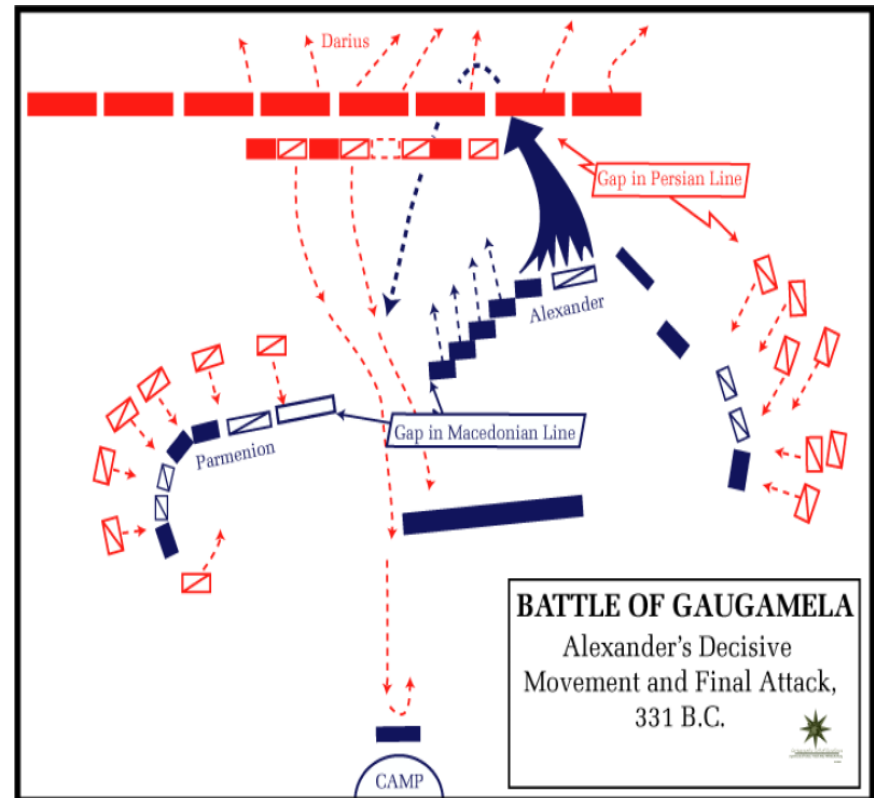 Darius
Gap in Persian Line
Alexander
Gap in Macedonian Line
Parmenion
BATTLE OF GAUGAMELA
Alexander's Decisive
Movement and Final Attack,
331 B.C.
CAMP